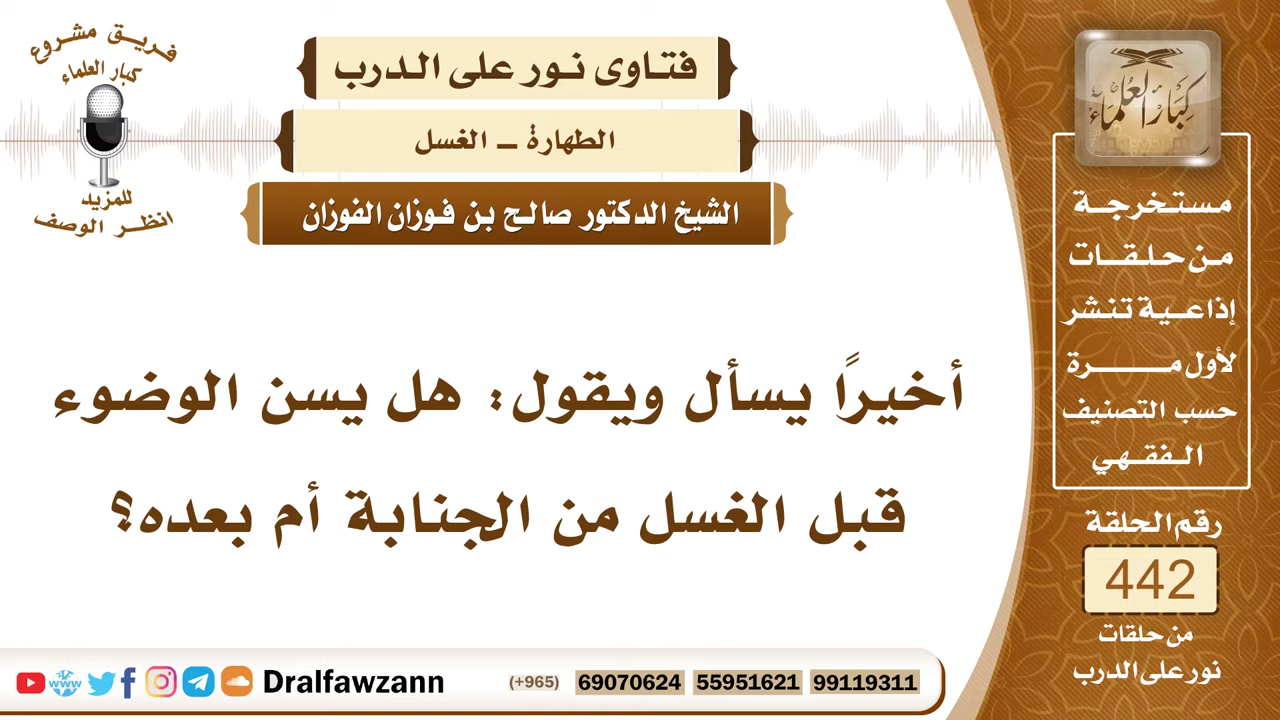 فريق مشروع
كبار العلماء
للمزيد
انظر الوصف
فتاوى نور على الدرب
الطهارة – الغسل
الشيخ الدكتور صالح بن فوزان الفوزان
أخيرًا يسأل ويقول: هل يسن الوضوء
قبل الغسل من الجنابة أم بعده؟
كبار العلماء
مستخرجة
من حلقات
إذاعية تنشر
لأول مرة
حسب التصنيف
الفقهي
رقم الحلقة
442
من حلقات
نور على الدرب
www Dralfawzann (+965) 69070624 55951621 99119311